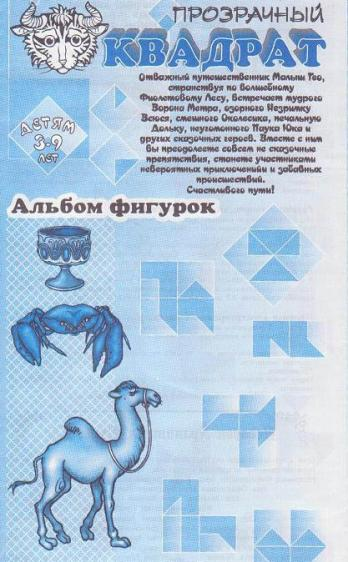 ПРОЗРАЧНЫЙ
КВАДРАТ
Отважный путешественник Малыш Гео,
странствуя по волшебному
Фиолетовому Лесу, встречает мудрого
Ворона Метра, озорного Незримку
Всюся, смешного Околесика, печальную
Дольку, неугомонного Паука Юка и
других сказочных героев. Вместе с ним
вы преодолеете совсем не сказочные
препятствия, станете участниками
невероятных приключений и забавных
происшествий.
Счастливого пути!
ДЕТЯМ
3-9
ЛЕТ
Альбом фигурок